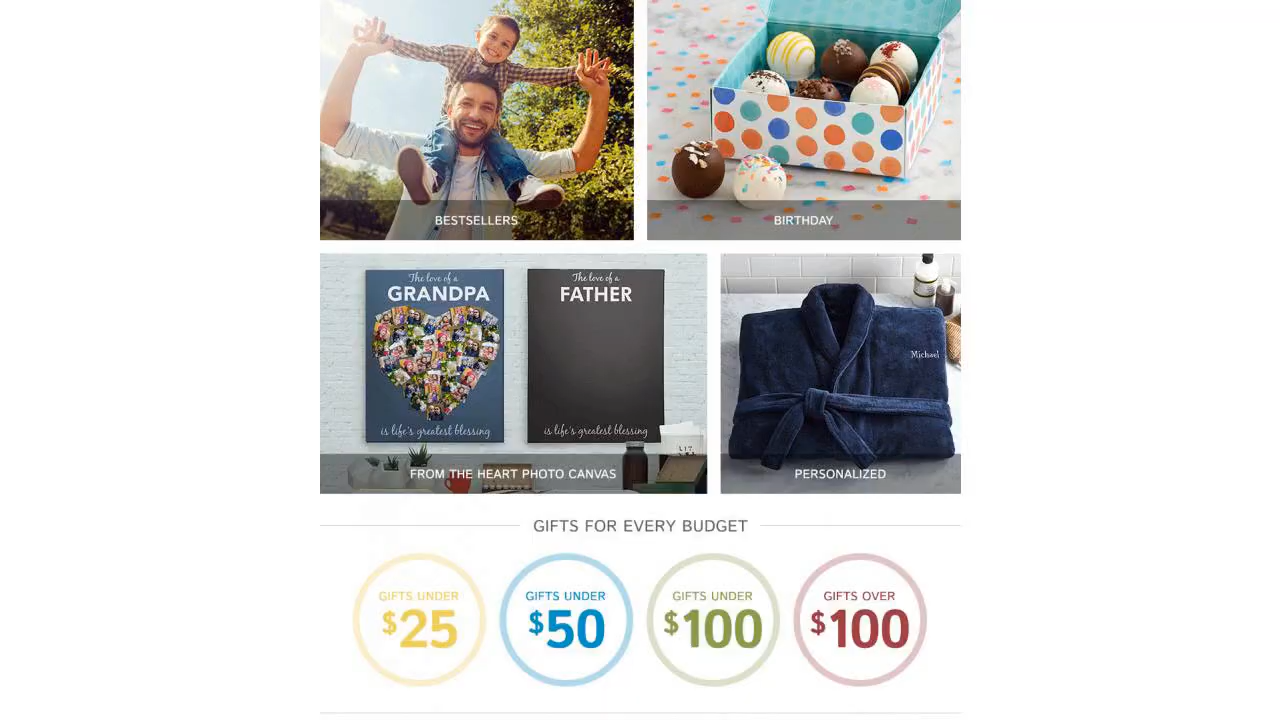 BESTSELLERS
BIRTHDAY
The love of a
GRANDPA
is life's greatest blessing
The love of a
FATHER
is life's greatest blessing
FROM THE HEART PHOTO CANVAS
Michael
PERSONALIZED
GIFTS FOR EVERY BUDGET
GIFTS UNDER
$25
GIFTS UNDER
$50
GIFTS UNDER
$100
GIFTS OVER
$100